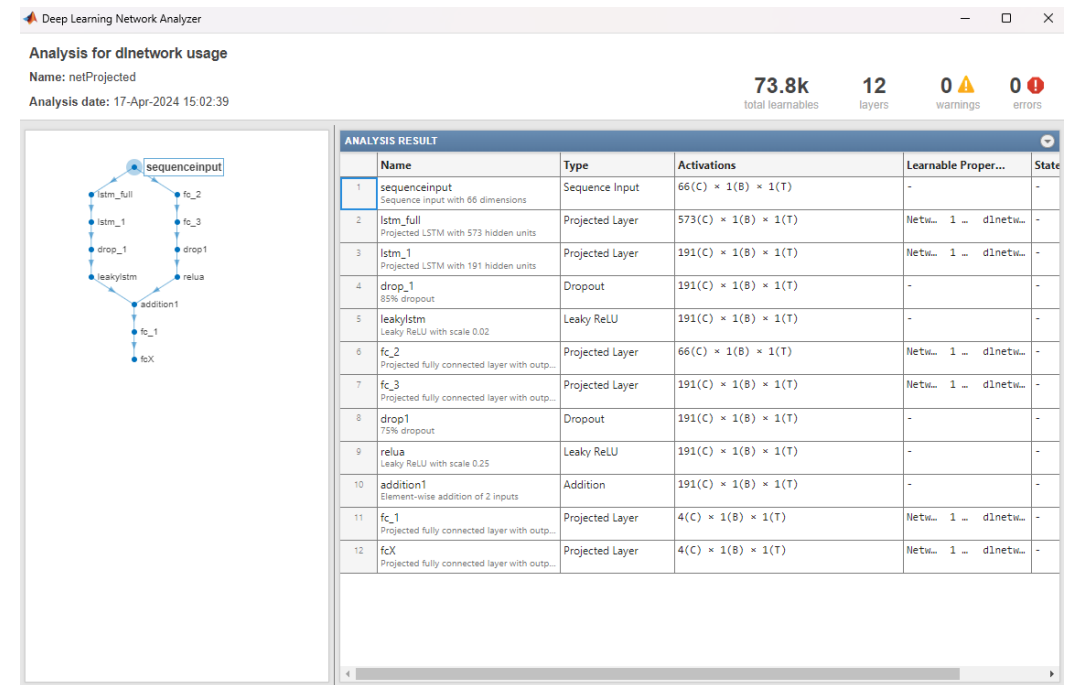 Deep Learning Network Analyzer
Analysis for dlnetwork usage
Name: netProjected
Analysis date: 17-Apr-2024 15:02:39
73.8k
total learnables
12
layers
0
warnings
0
errors
sequenceinput
lstm_full
fc_2
lstm_1
fc_3
drop_1
drop1
leakylstm
relua
addition1
fc_1
fcX
ANALYSIS RESULT
Name Type Activations Learnable Proper... State
1 sequenceinput Sequence Input 66(C) × 1(B) × 1(T) - -
Sequence input with 66 dimensions
2 lstm_full Projected Layer 573(C) × 1(B) × 1(T) Netw… 1 … dlnetw… -
Projected LSTM with 573 hidden units
3 lstm_1 Projected Layer 191(C) × 1(B) × 1(T) Netw… 1 … dlnetw… -
Projected LSTM with 191 hidden units
4 drop_1 Dropout 191(C) × 1(B) × 1(T) - -
85% dropout
5 leakylstm Leaky ReLU 191(C) × 1(B) × 1(T) - -
Leaky ReLU with scale 0.02
6 fc_2 Projected Layer 66(C) × 1(B) × 1(T) Netw… 1 … dlnetw… -
Projected fully connected layer with outp...
7 fc_3 Projected Layer 191(C) × 1(B) × 1(T) Netw… 1 … dlnetw… -
Projected fully connected layer with outp...
8 drop1 Dropout 191(C) × 1(B) × 1(T) - -
75% dropout
9 relua Leaky ReLU 191(C) × 1(B) × 1(T) - -
Leaky ReLU with scale 0.25
10 addition1 Addition 191(C) × 1(B) × 1(T) - -
Element-wise addition of 2 inputs
11 fc_1 Projected Layer 4(C) × 1(B) × 1(T) Netw… 1 … dlnetw… -
Projected fully connected layer with outp...
12 fcX Projected Layer 4(C) × 1(B) × 1(T) Netw… 1 … dlnetw… -
Projected fully connected layer with outp...